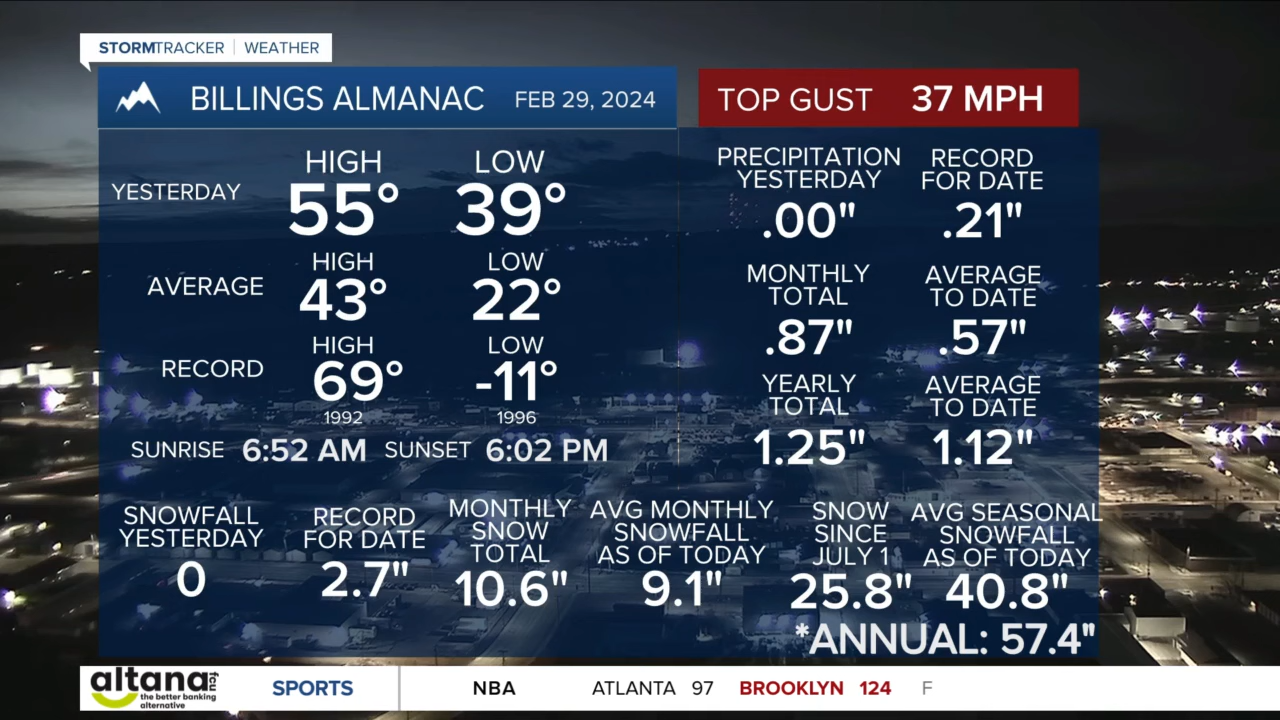 STORMTRACKER | WEATHER
BILLINGS ALMANAC FEB 29, 2024
TOP GUST 37 MPH
HIGH LOW
YESTERDAY 55° 39°
HIGH LOW
AVERAGE 43° 22°
HIGH LOW
RECORD 69° -11°
1992 1996
SUNRISE 6:52 AM SUNSET 6:02 PM
PRECIPITATION RECORD
YESTERDAY FOR DATE
.00" .21"
MONTHLY AVERAGE
TOTAL TO DATE
.87" .57"
YEARLY AVERAGE
TOTAL TO DATE
1.25" 1.12"
SNOWFALL
YESTERDAY
0
RECORD
FOR DATE
2.7"
MONTHLY
SNOW
TOTAL
10.6"
AVG MONTHLY
SNOWFALL
AS OF TODAY
9.1"
SNOW
SINCE
JULY 1
25.8"
AVG SEASONAL
SNOWFALL
AS OF TODAY
40.8"
*ANNUAL: 57.4"
altana fcu
the better banking
alternative
SPORTS NBA ATLANTA 97 BROOKLYN 124 F